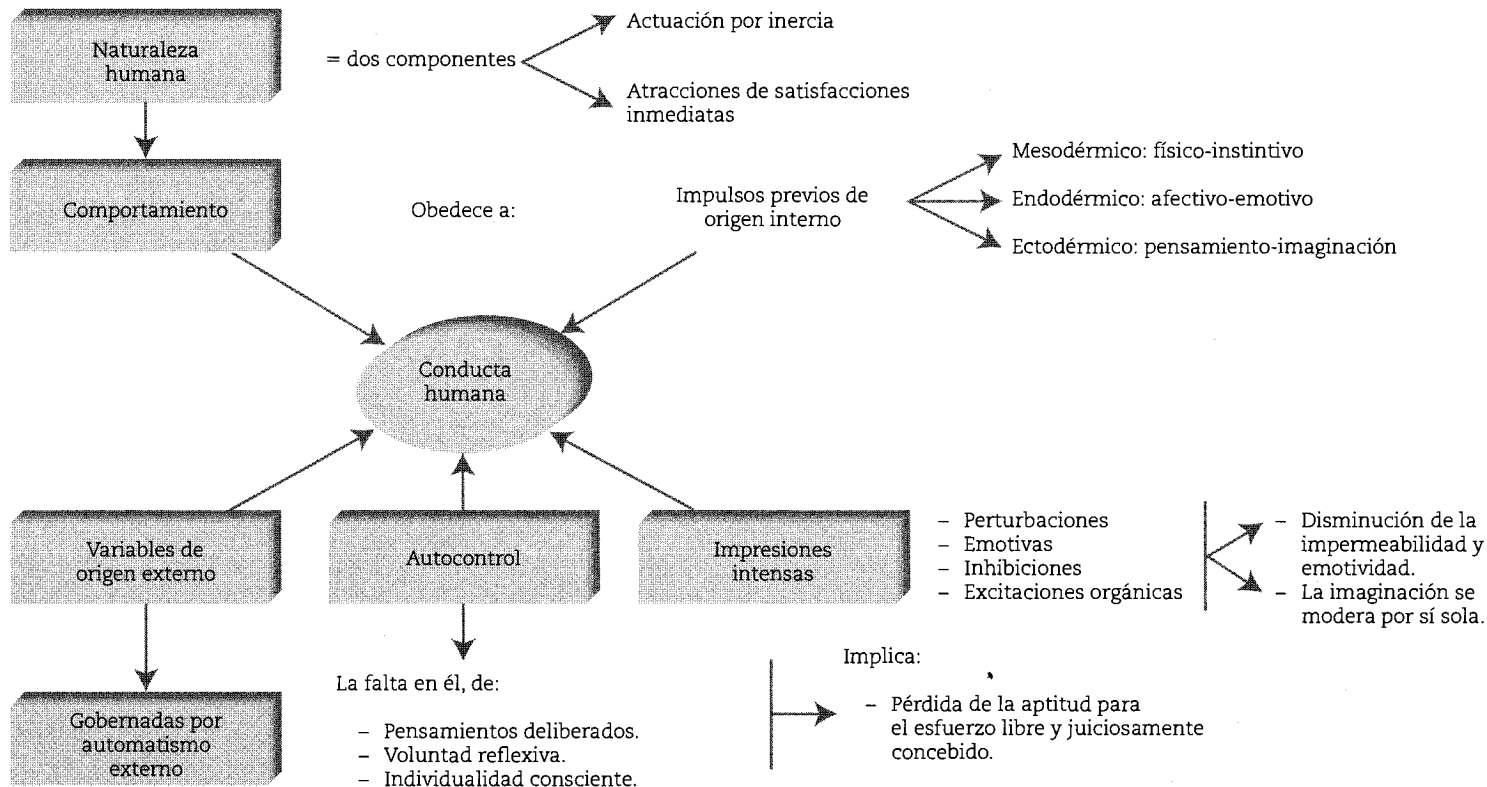 Naturaleza
humana
= dos componentes
Actuación por inercia
Atracciones de satisfacciones
inmediatas
Comportamiento
Obedece a:
Impulsos previos de
origen interno
Mesodérmico: físico-instintivo
Endodérmico: afectivo-emotivo
Ectodérmico: pensamiento-imaginación
Conducta
humana
Variables de
origen externo
Autocontrol
Impresiones
intensas
– Perturbaciones
– Emotivas
– Inhibiciones
– Excitaciones orgánicas
– Disminución de la
impermeabilidad y
emotividad.
– La imaginación se
modera por sí sola.
Gobernadas por
automatismo
externo
La falta en él, de:
– Pensamientos deliberados.
– Voluntad reflexiva.
– Individualidad consciente.
Implica:
– Pérdida de la aptitud para
el esfuerzo libre y juiciosamente
concebido.